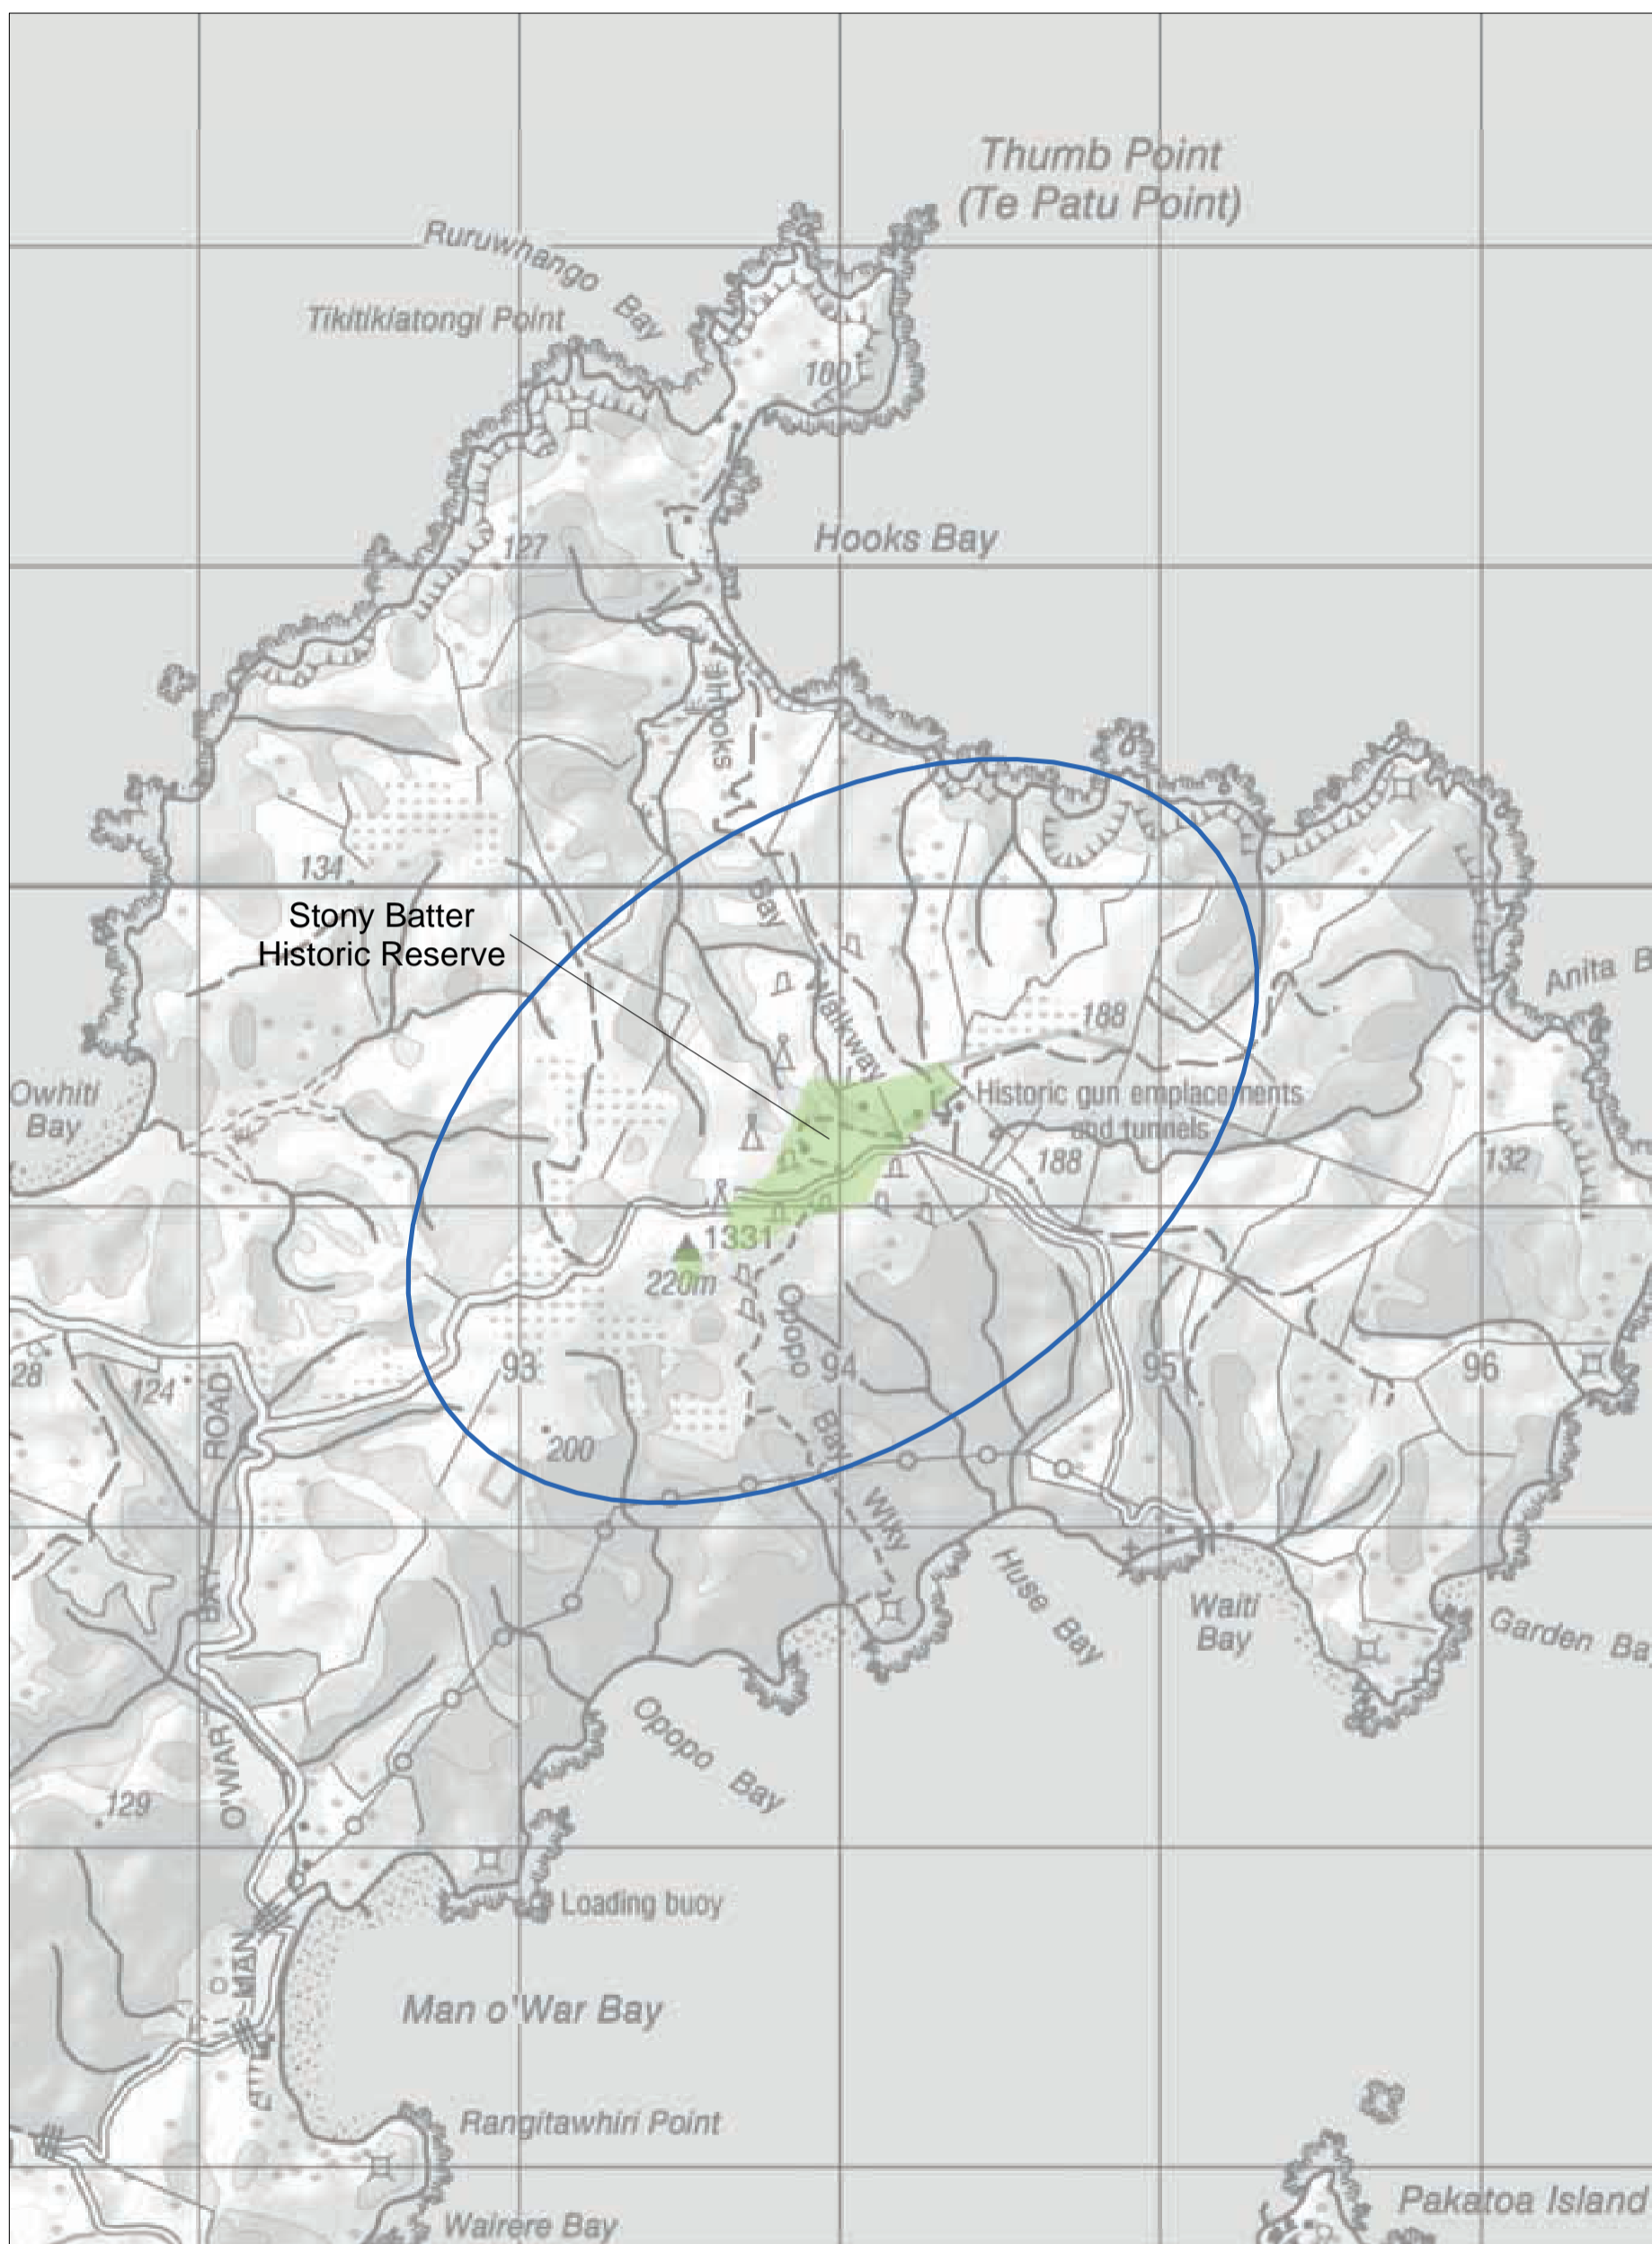 Thumb Point
(Te Patu Point)
Ruruwhango Bay
Tikitikiatongi Point
100
127
Hooks Bay
Hooks
Bay
Walkway
134
Stony Batter
Historic Reserve
Anita B
188
Owhiti
Bay
Historic gun emplacements
and tunnels
188
132
1331
220m
Opopo
Bay
Wlky
28
124
93
94
95
96
200
ROAD
BAY
O'WAR
MAN
Huse Bay
Waiti
Bay
Garden Ba
Opopo Bay
129
Loading buoy
Man o'War Bay
Rangitawhiri Point
Pakatoa Island
Wairere Bay